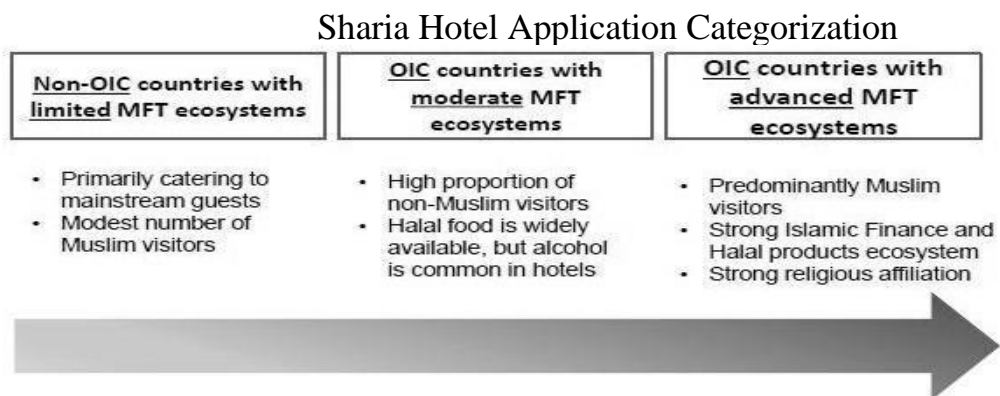 Sharia Hotel Application Categorization
Non-OIC countries with
limited MFT ecosystems
OIC countries with
moderate MFT
ecosystems
OIC countries with
advanced MFT
ecosystems
• Primarily catering to
mainstream guests
• Modest number of
Muslim visitors
• High proportion of
non-Muslim visitors
• Halal food is widely
available, but alcohol
is common in hotels
• Predominantly Muslim
visitors
• Strong Islamic Finance and
Halal products ecosystem
• Strong religious affiliation